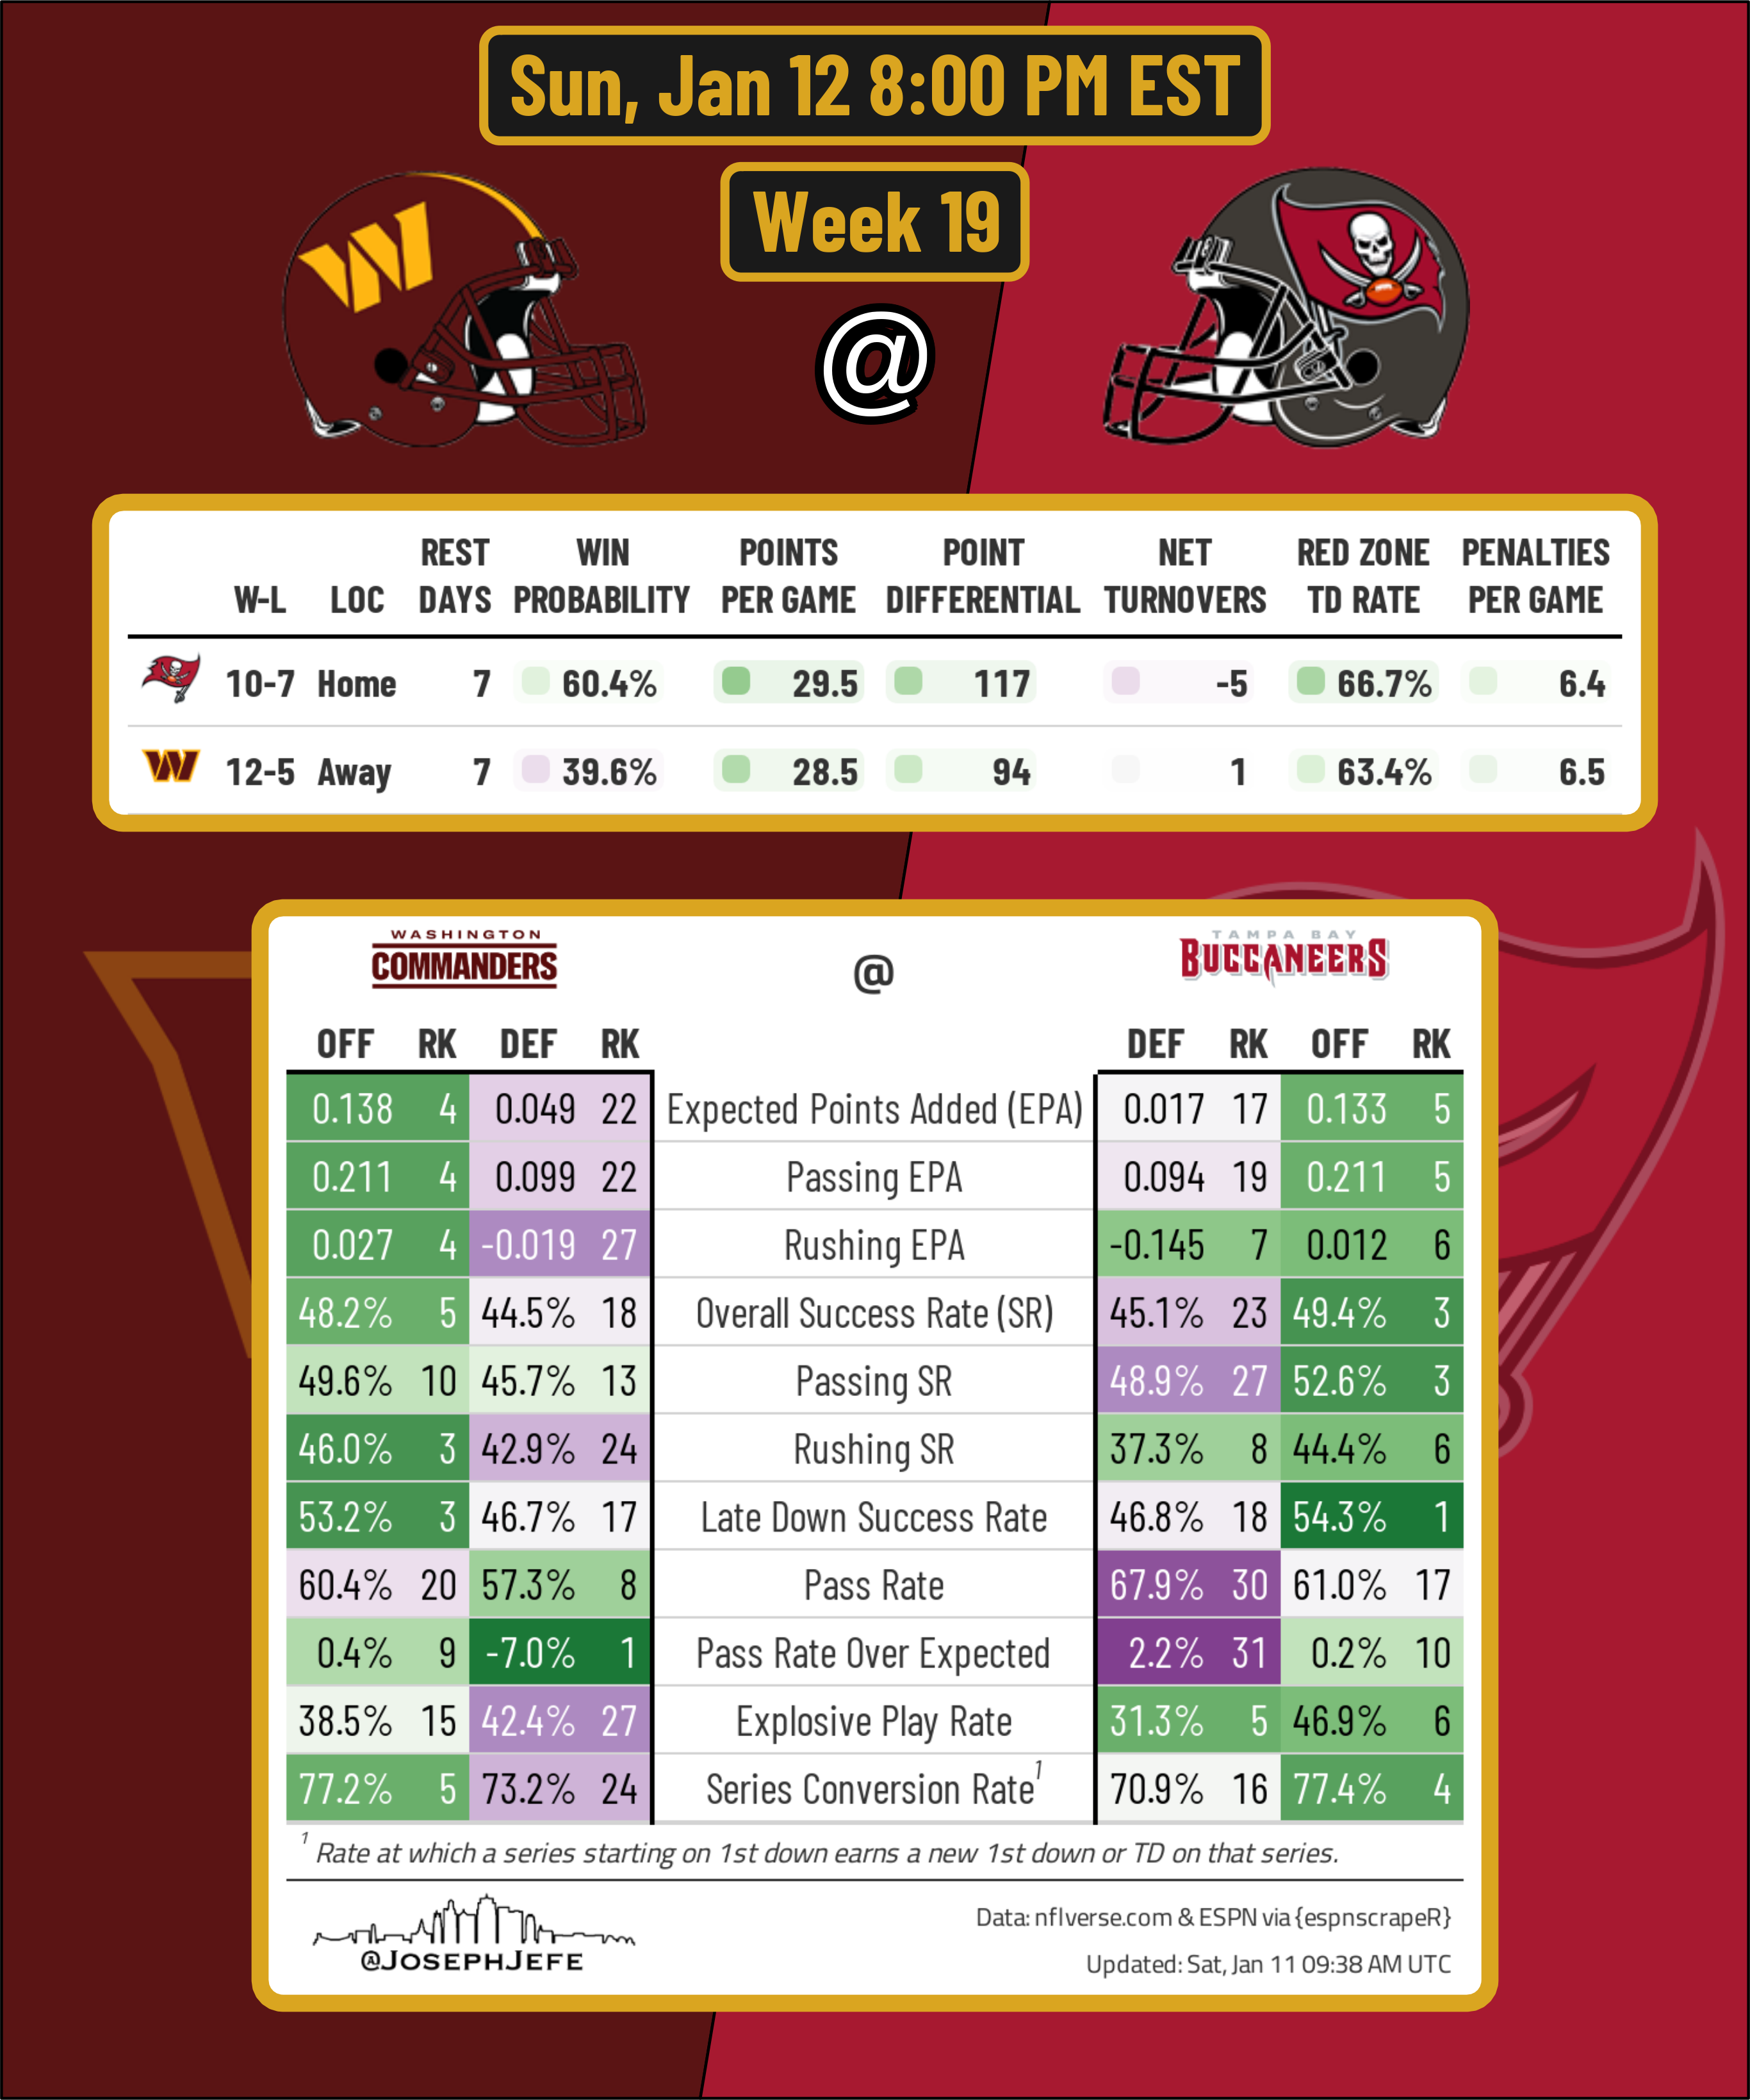 Sun, Jan 12 8:00 PM EST
Week 19
W
@
W-L LOC REST DAYS WIN PROBABILITY POINTS PER GAME POINT DIFFERENTIAL NET TURNOVERS RED ZONE TD RATE PENALTIES PER GAME
10-7 Home 7 60.4% 29.5 117 -5 66.7% 6.4
W 12-5 Away 7 39.6% 28.5 94 1 63.4% 6.5
WASHINGTON
COMMANDERS
@
TAMPA BAY
BUCCANEERS
OFF RK DEF RK DEF RK OFF RK
0.138 4 0.049 22 Expected Points Added (EPA) 0.017 17 0.133 5
0.211 4 0.099 22 Passing EPA 0.094 19 0.211 5
0.027 4 -0.019 27 Rushing EPA -0.145 7 0.012 6
48.2% 5 44.5% 18 Overall Success Rate (SR) 45.1% 23 49.4% 3
49.6% 10 45.7% 13 Passing SR 48.9% 27 52.6% 3
46.0% 3 42.9% 24 Rushing SR 37.3% 8 44.4% 6
53.2% 3 46.7% 17 Late Down Success Rate 46.8% 18 54.3% 1
60.4% 20 57.3% 8 Pass Rate 67.9% 30 61.0% 17
0.4% 9 -7.0% 1 Pass Rate Over Expected 2.2% 31 0.2% 10
38.5% 15 42.4% 27 Explosive Play Rate 31.3% 5 46.9% 6
77.2% 5 73.2% 24 Series Conversion Rate¹ 70.9% 16 77.4% 4
¹ Rate at which a series starting on 1st down earns a new 1st down or TD on that series.
@JOSEPHJEFE
Data: nflverse.com & ESPN via {espnscrapeR}
Updated: Sat, Jan 11 09:38 AM UTC